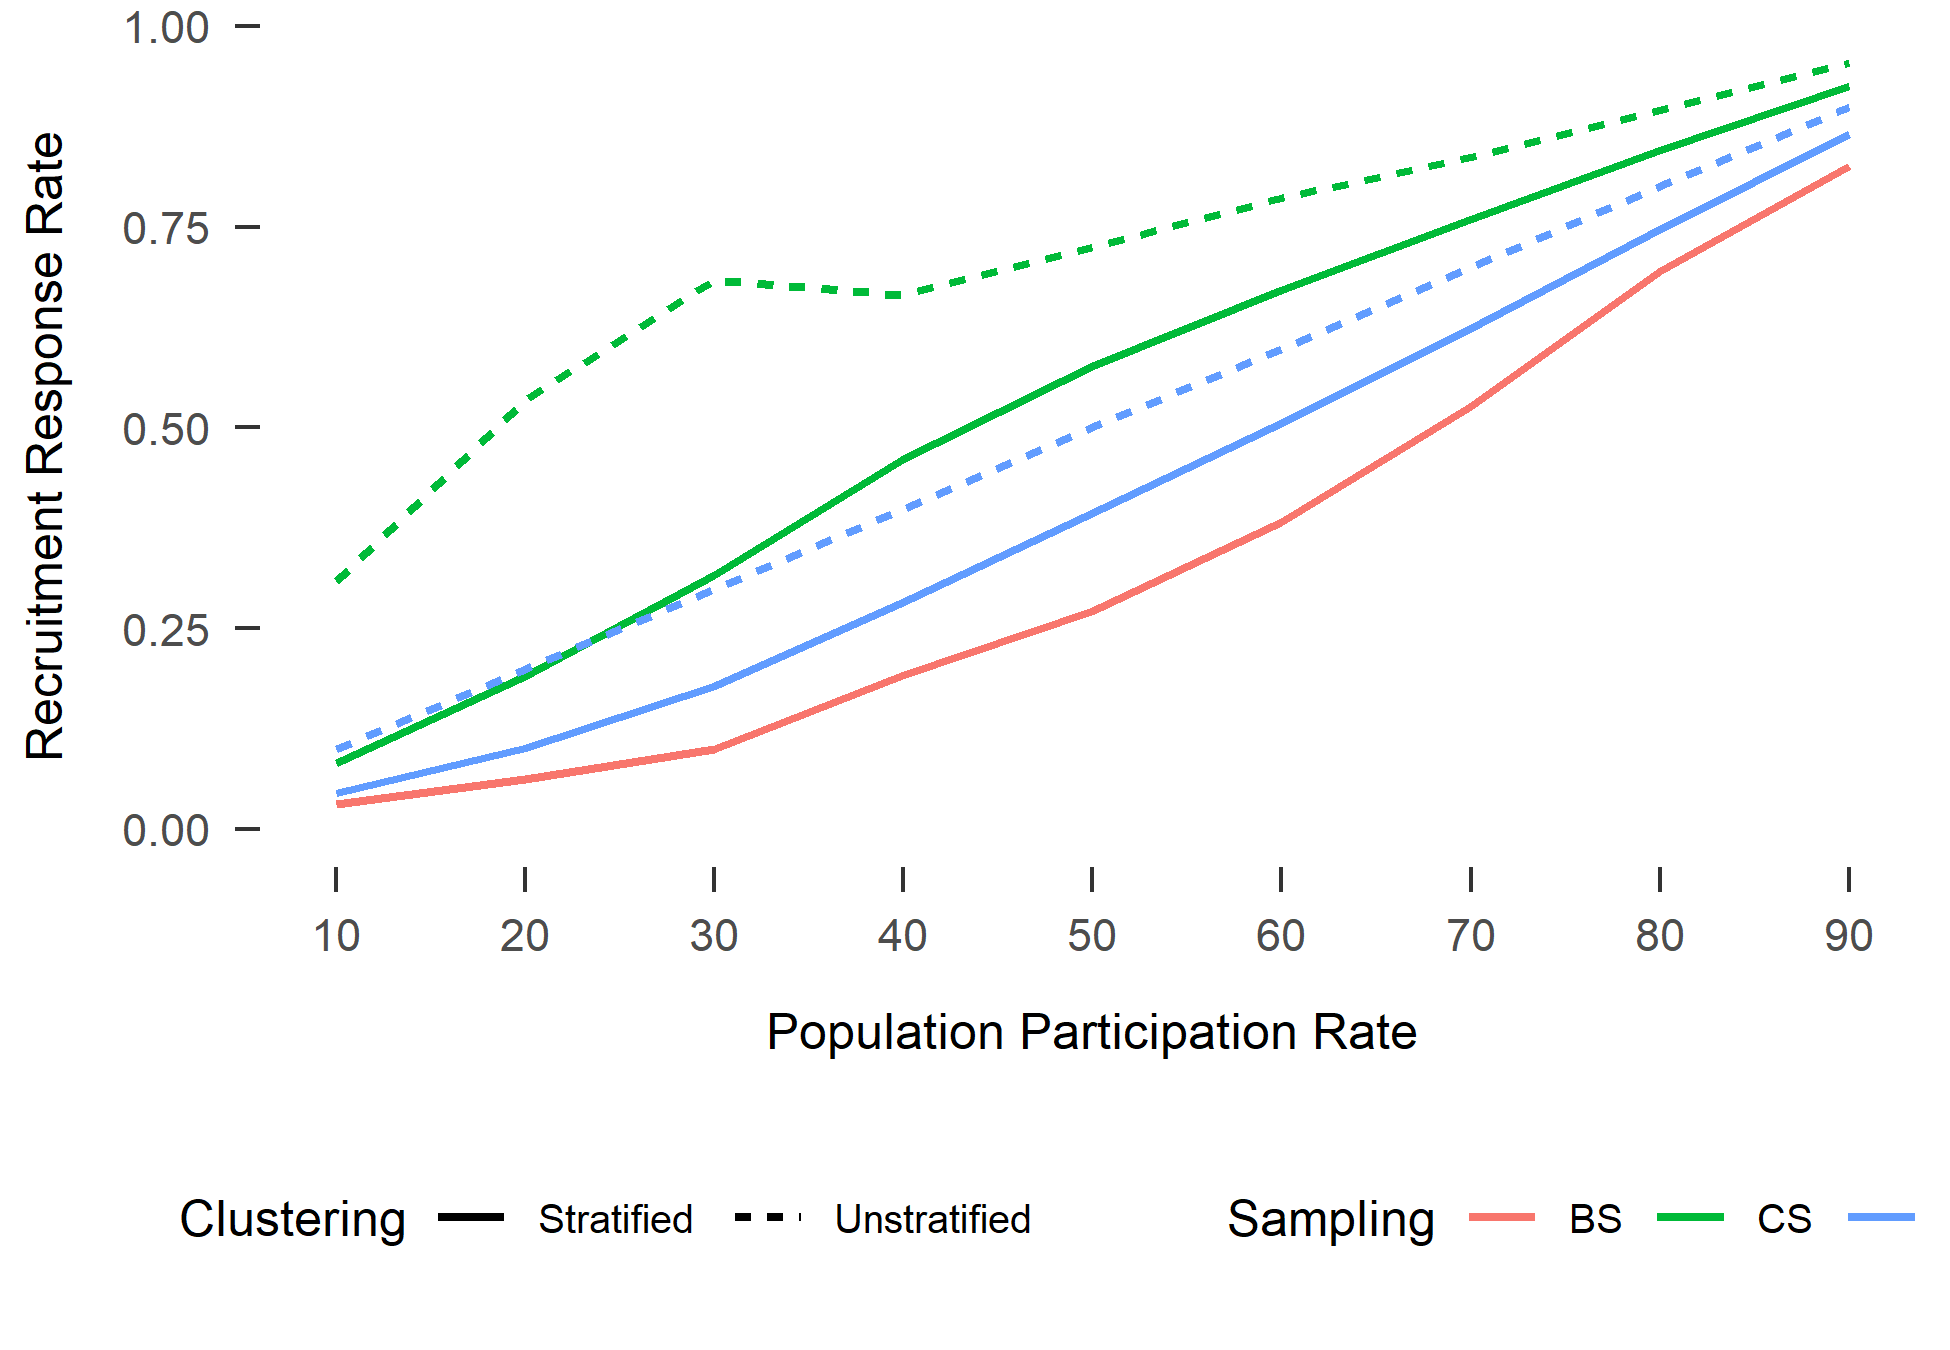 1.00
0.75
0.50
0.25
0.00
Recruitment Response Rate
10 20 30 40 50 60 70 80 90
Population Participation Rate
Clustering Stratified Unstratified Sampling BS CS